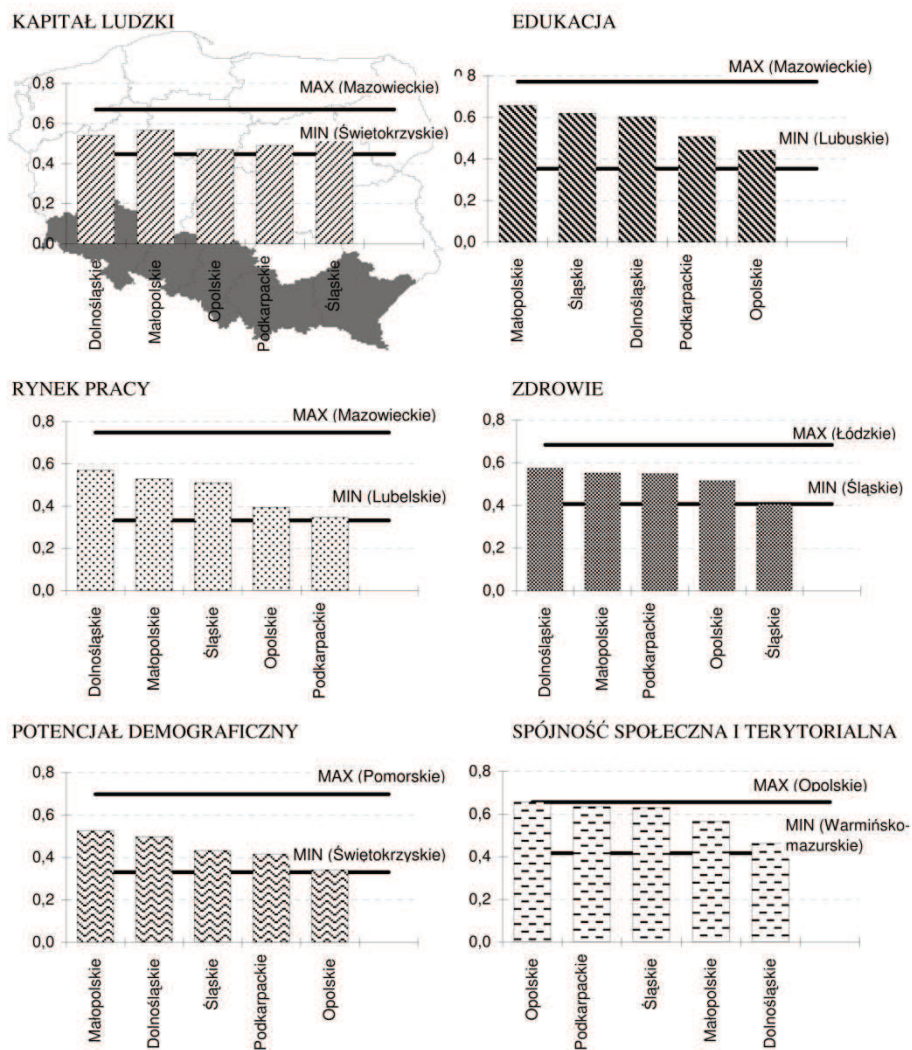 KAPITAŁ LUDZKI
0,8
MAX (Mazowieckie)
0,6
MIN (Świetokrzyskie)
0,4
0,2
0,0
Dolnośląskie
Małopolskie
Opolskie
Podkarpackie
Śląskie
EDUKACJA
0,8
MAX (Mazowieckie)
0,6
MIN (Lubuskie)
0,4
0,2
0,0
Małopolskie
Śląskie
Dolnośląskie
Podkarpackie
Opolskie
RYNEK PRACY
0,8
MAX (Mazowieckie)
0,6
MIN (Lubelskie)
0,4
0,2
0,0
Dolnośląskie
Małopolskie
Śląskie
Opolskie
Podkarpackie
ZDROWIE
0,8
MAX (Łódzkie)
0,6
MIN (Śląskie)
0,4
0,2
0,0
Dolnośląskie
Małopolskie
Podkarpackie
Opolskie
Śląskie
POTENCJAŁ DEMOGRAFICZNY
0,8
MAX (Pomorskie)
0,6
0,4
MIN (Świetokrzyskie)
0,2
0,0
Małopolskie
Dolnośląskie
Śląskie
Podkarpackie
Opolskie
SPÓJNOŚĆ SPOŁECZNA I TERYTORIALNA
0,8
MAX (Opolskie)
0,6
MIN (Warmińsko-
mazurskie)
0,4
0,2
0,0
Opolskie
Podkarpackie
Śląskie
Małopolskie
Dolnośląskie